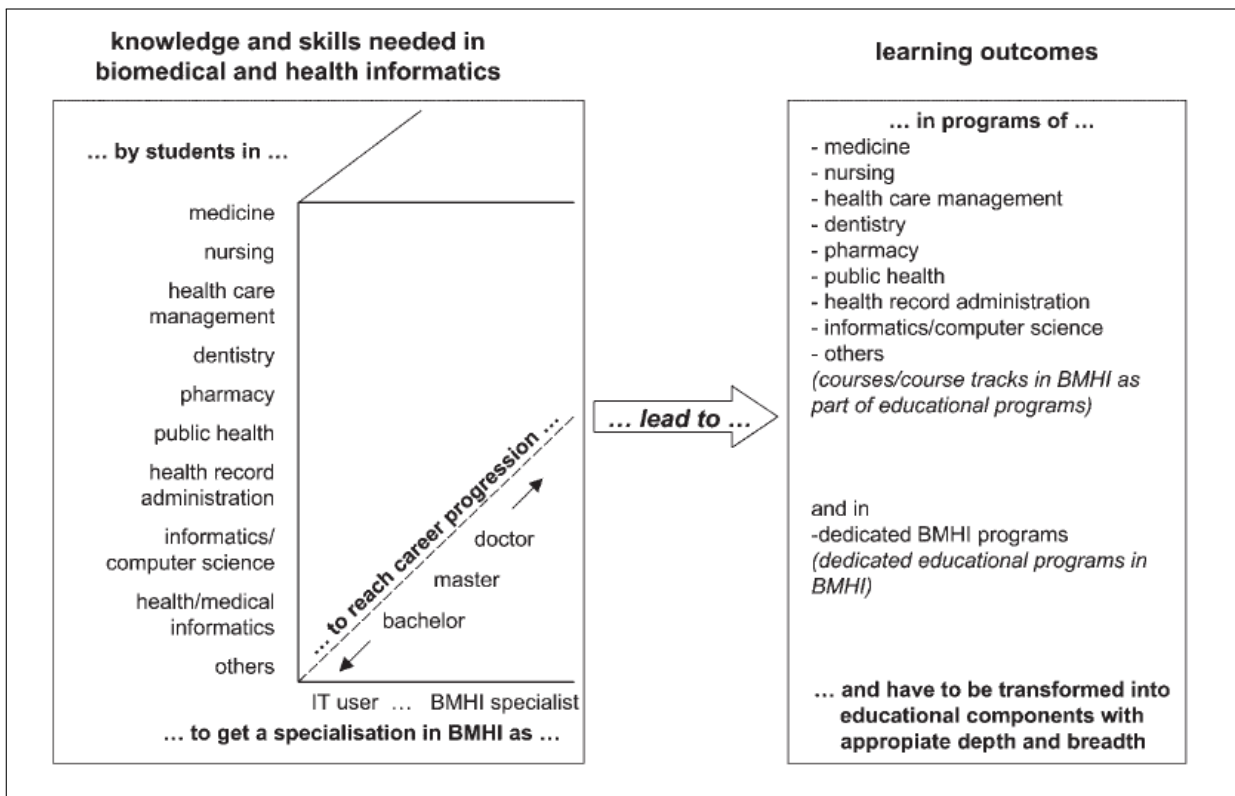 knowledge and skills needed in
biomedical and health informatics
… by students in …
medicine
nursing
health care
management
dentistry
pharmacy
public health
health record
administration
informatics/
computer science
health/medical
informatics
others
… to reach career progression …
doctor
master
bachelor
IT user … BMHI specialist
… to get a specialisation in BMHI as …
… lead to …
learning outcomes
… in programs of …
- medicine
- nursing
- health care management
- dentistry
- pharmacy
- public health
- health record administration
- informatics/computer science
- others
(courses/course tracks in BMHI as
part of educational programs)
and in
-dedicated BMHI programs
(dedicated educational programs in
BMHI)
… and have to be transformed into
educational components with
appropiate depth and breadth